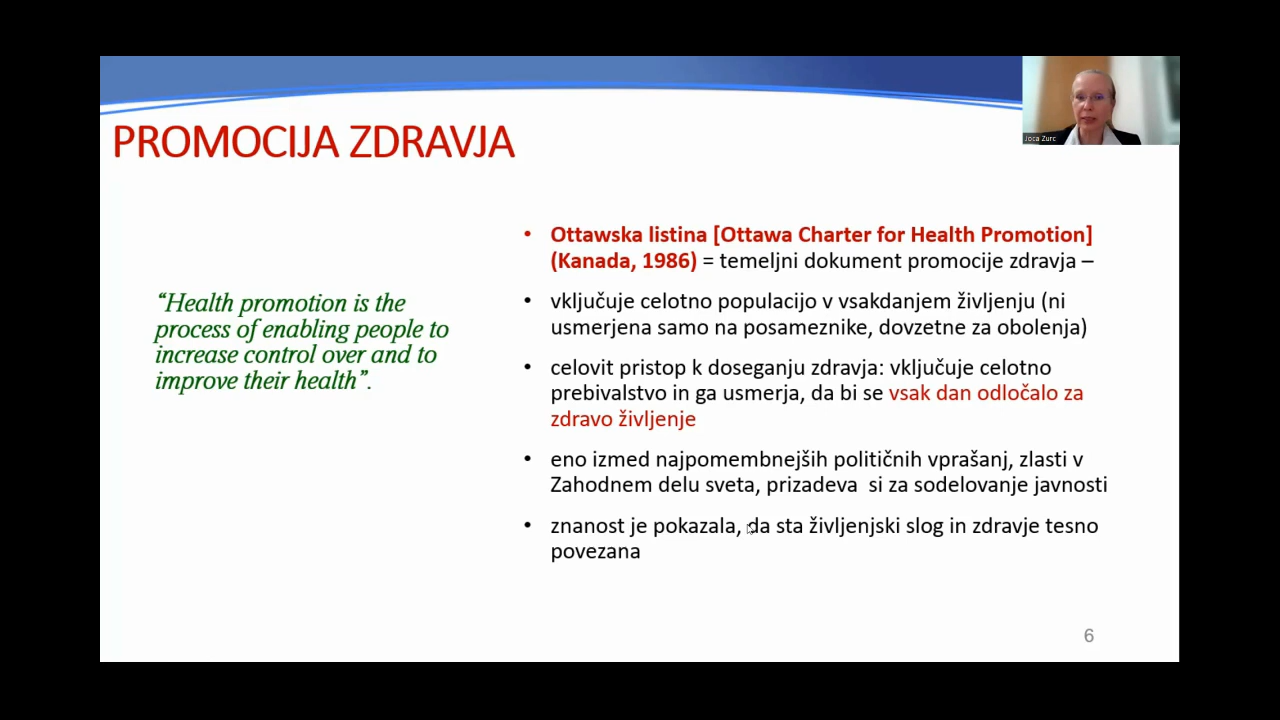 Joca Zurc
PROMOCIJA ZDRAVJA
“Health promotion is the
process of enabling people to
increase control over and to
improve their health”.
• Ottawska listina [Ottawa Charter for Health Promotion]
(Kanada, 1986) = temeljni dokument promocije zdravja –
• vključuje celotno populacijo v vsakdanjem življenju (ni
usmerjena samo na posameznike, dovzetne za obolenja)
• celovit pristop k doseganju zdravja: vključuje celotno
prebivalstvo in ga usmerja, da bi se vsak dan odločalo za
zdravo življenje
• eno izmed najpomembnejših političnih vprašanj, zlasti v
Zahodnem delu sveta, prizadeva  si za sodelovanje javnosti
• znanost je pokazala, da sta življenjski slog in zdravje tesno
povezana
6